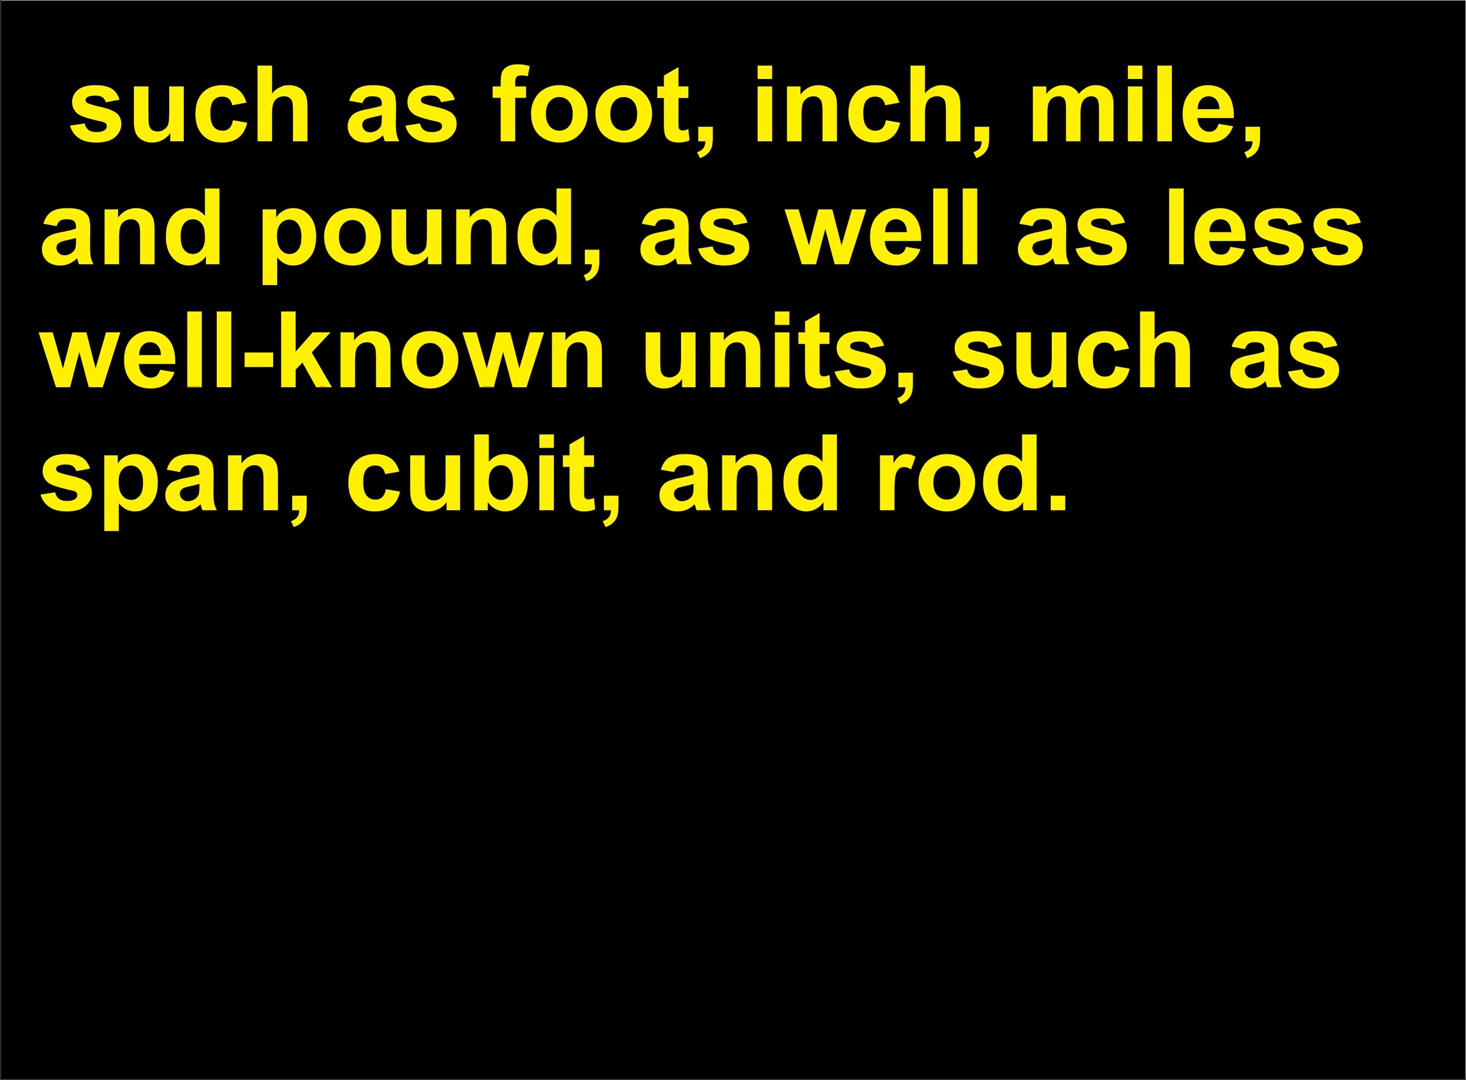 such as foot, inch, mile,
and pound, as well as less
well-known units, such as
span, cubit, and rod.